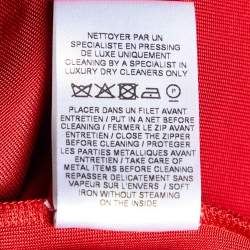 NETTOYER PAR UN
SPECIALISTE EN PRESSING
DE LUXE UNIQUEMENT
CLEANING BY A SPECIALIST IN
LUXURY DRY CLEANERS ONLY
P
PLACER DANS UN FILET AVANT
ENTRETIEN / PUT IN A NET BEFORE
CLEANING / FERMER LE ZIP AVANT
ENTRETIEN / CLOSE THE ZIPPER
BEFORE CLEANING / PROTEGER
LES PARTIES METALLIQUES AVANT
ENTRETIEN / TAKE CARE OF
METAL ITEMS BEFORE CLEANING
REPASSER DELICATEMENT SANS
VAPEUR SUR L'ENVERS / SOFT
IRON WITHOUT STEAMING
ON THE INSIDE